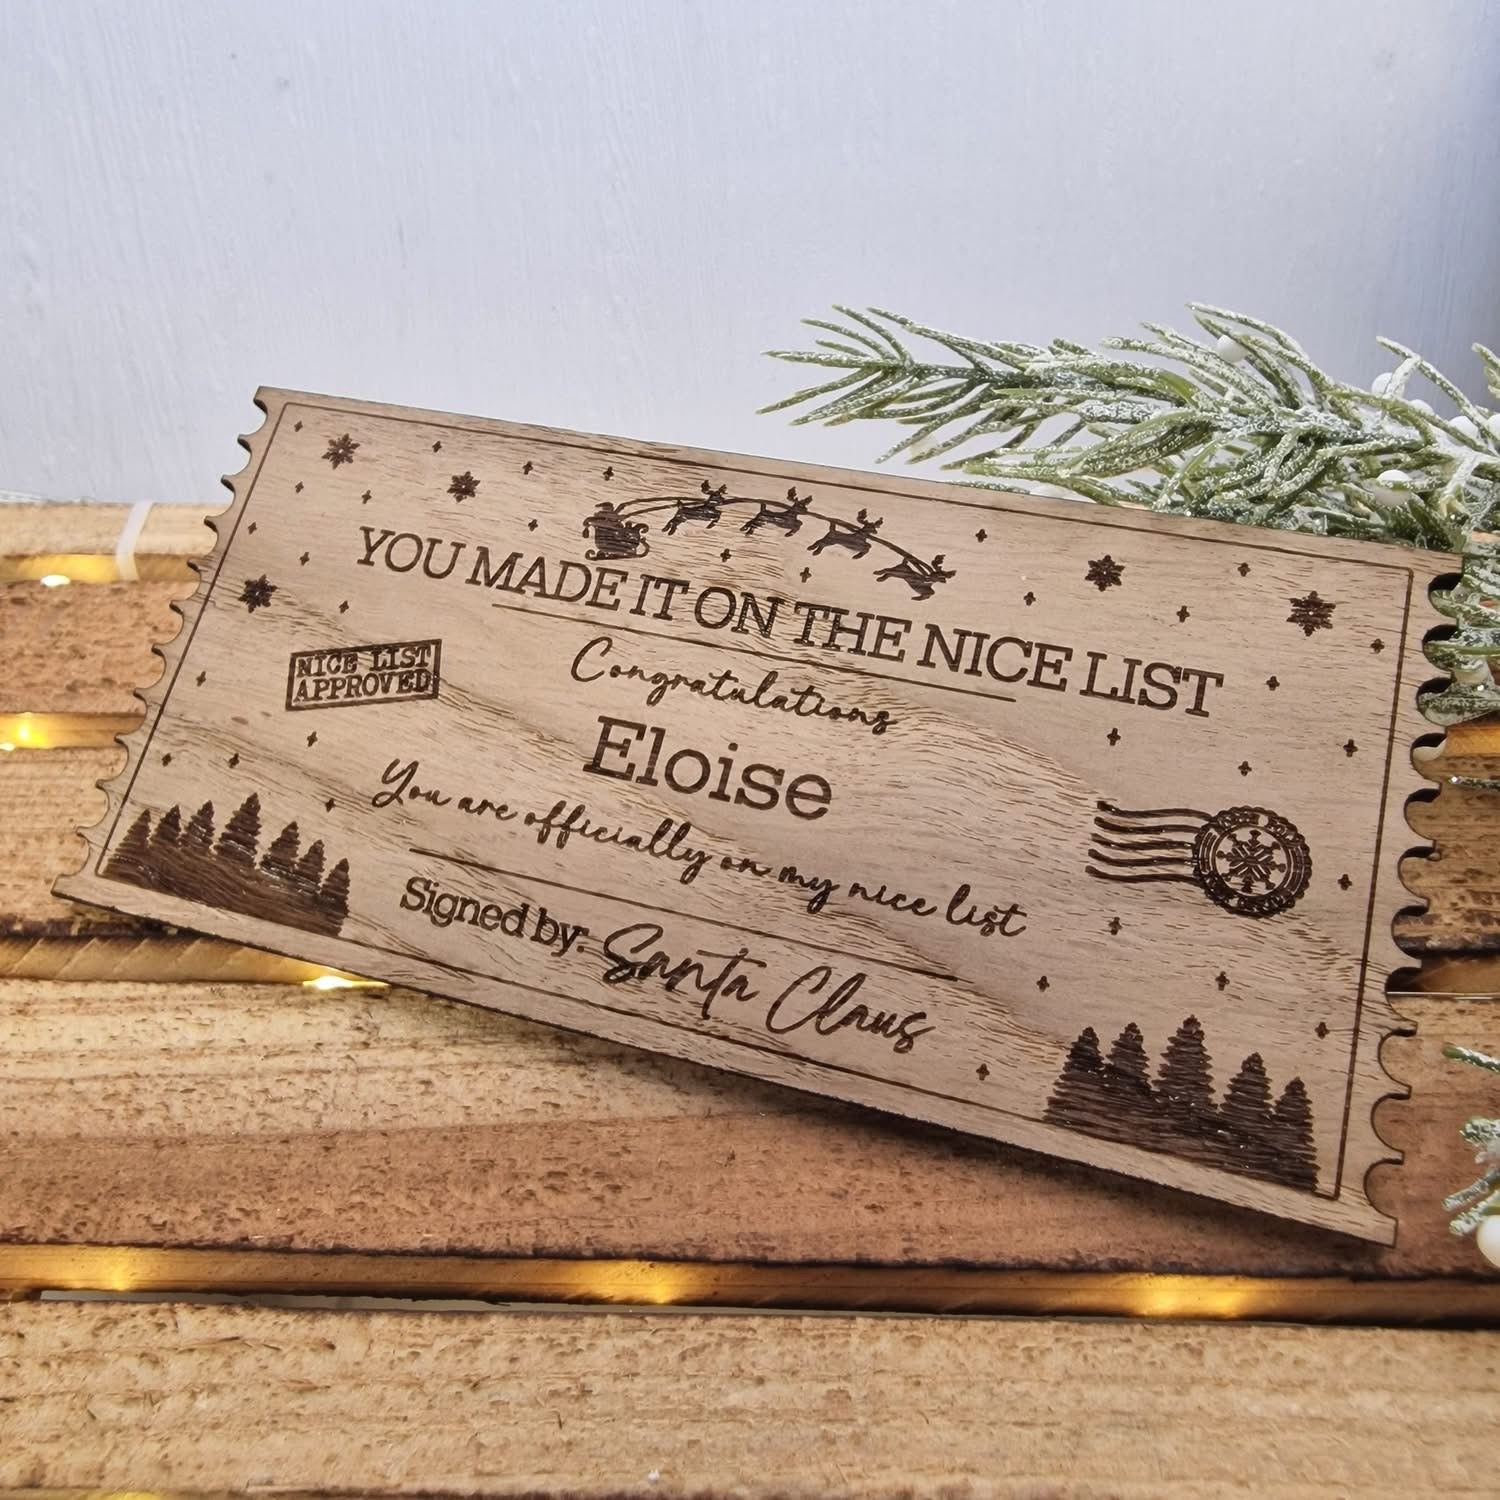 YOU MADE IT ON THE NICE LIST
NICE LIST
APPROVED
Congratulations
Eloise
You are officially on my nice list
Signed by: Santa Claus